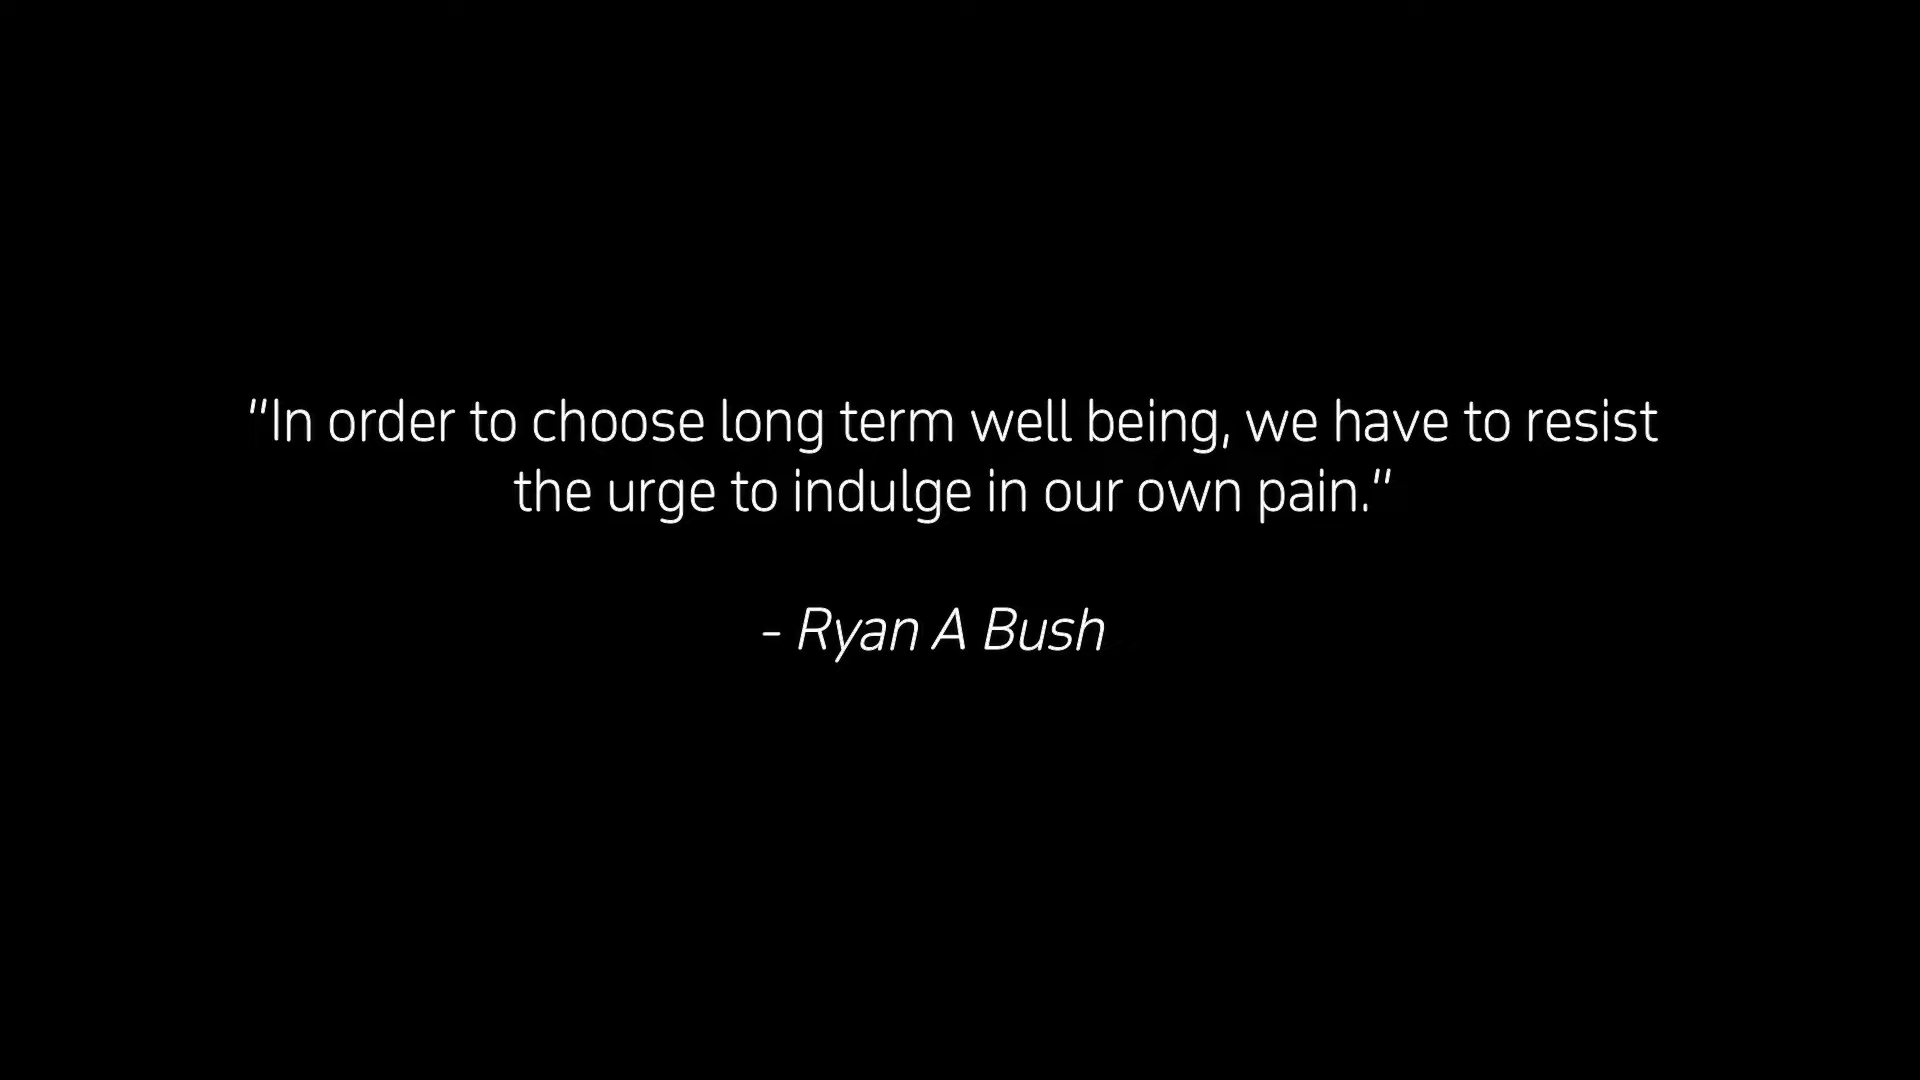 "In order to choose long term well being, we have to resist
the urge to indulge in our own pain."
- Ryan A Bush